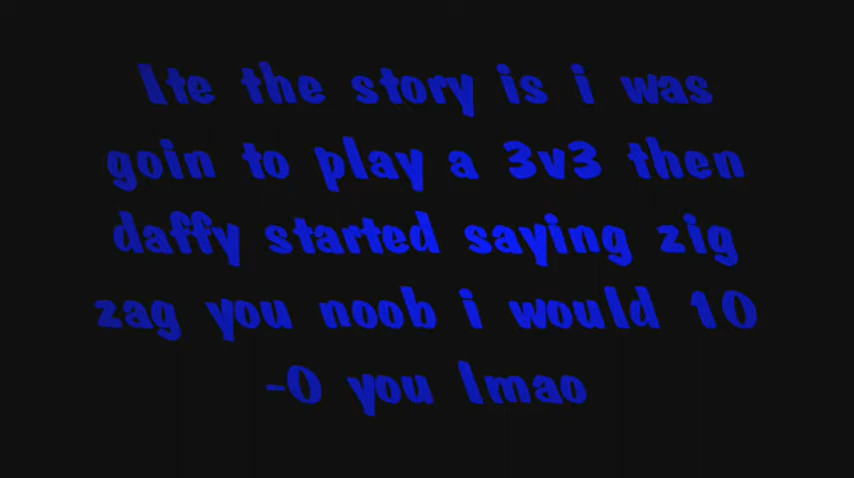 Ite the story is i was
goin to play a 3v3 then
daffy started saying zig
zag you noob i would 10
-0 you lmao